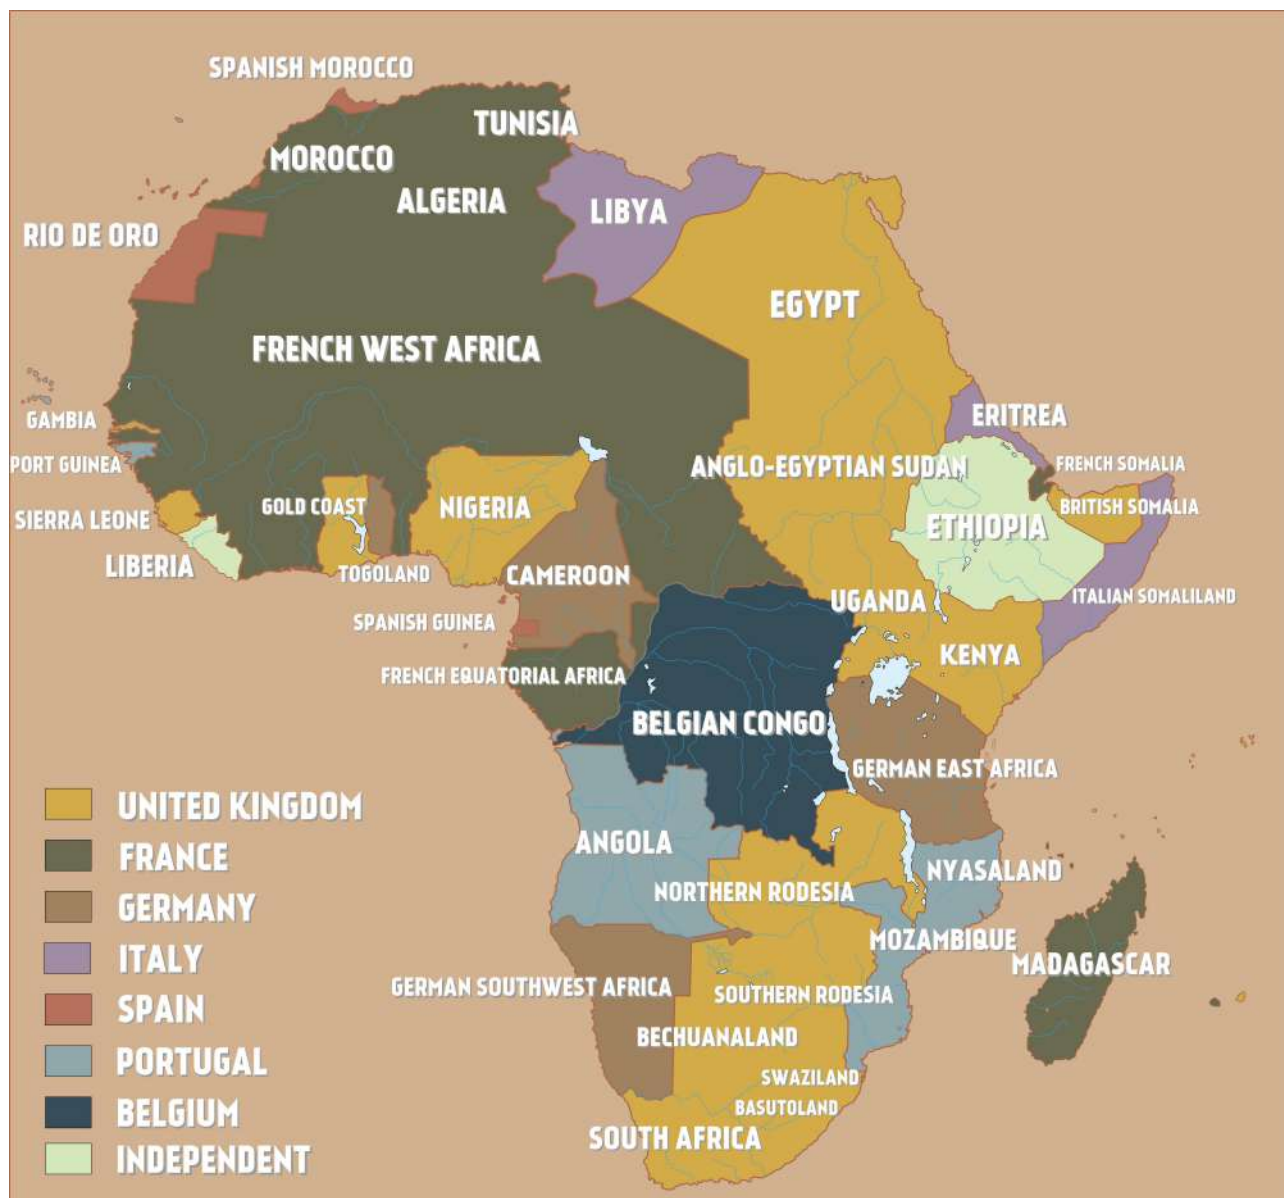 SPANISH MOROCCO
TUNISIA
MOROCCO
ALGERIA
LIBYA
RIO DE ORO
EGYPT
FRENCH WEST AFRICA
GAMBIA
ERITREA
PORT GUINEA
ANGLO-EGYPTIAN SUDAN
FRENCH SOMALIA
SIERRA LEONE
GOLD COAST
NIGERIA
BRITISH SOMALIA
ETHIOPIA
LIBERIA
TOGOLAND
CAMEROON
UGANDA
ITALIAN SOMALILAND
SPANISH GUINEA
KENYA
FRENCH EQUATORIAL AFRICA
BELGIAN CONGO
GERMAN EAST AFRICA
ANGOLA
NYASALAND
NORTHERN RODESIA
MOZAMBIQUE
MADAGASCAR
GERMAN SOUTHWEST AFRICA
SOUTHERN RODESIA
BECHUANALAND
SWAZILAND
BASUTOLAND
SOUTH AFRICA
UNITED KINGDOM
FRANCE
GERMANY
ITALY
SPAIN
PORTUGAL
BELGIUM
INDEPENDENT